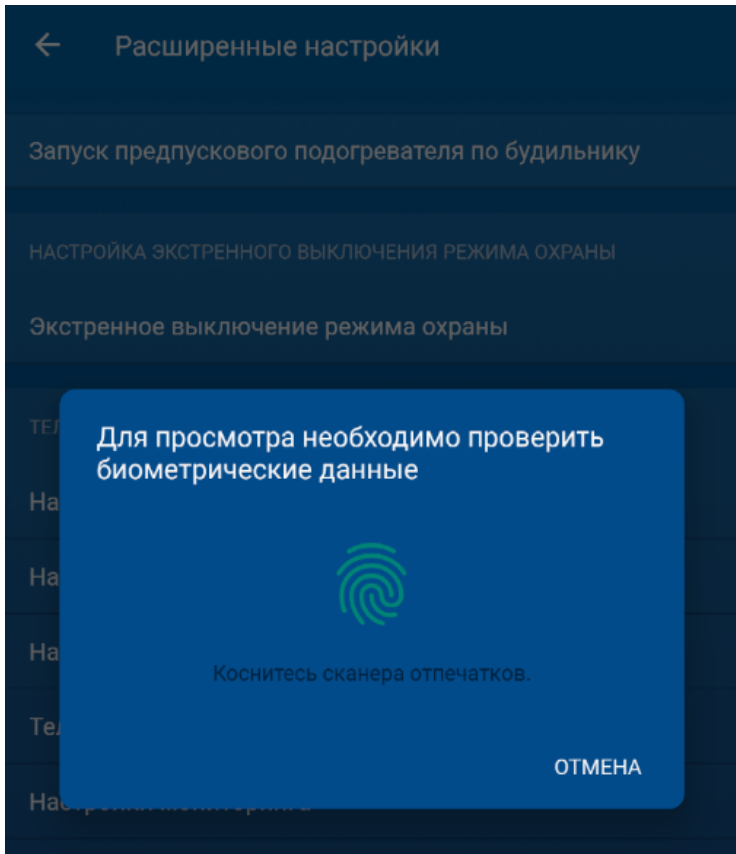 Расширенные настройки
Запуск предпускового подогревателя по будильнику
НАСТРОЙКА ЭКСТРЕННОГО ВЫКЛЮЧЕНИЯ РЕЖИМА ОХРАНЫ
Экстренное выключение режима охраны
Для просмотра необходимо проверить
биометрические данные
Коснитесь сканера отпечатков.
ОТМЕНА